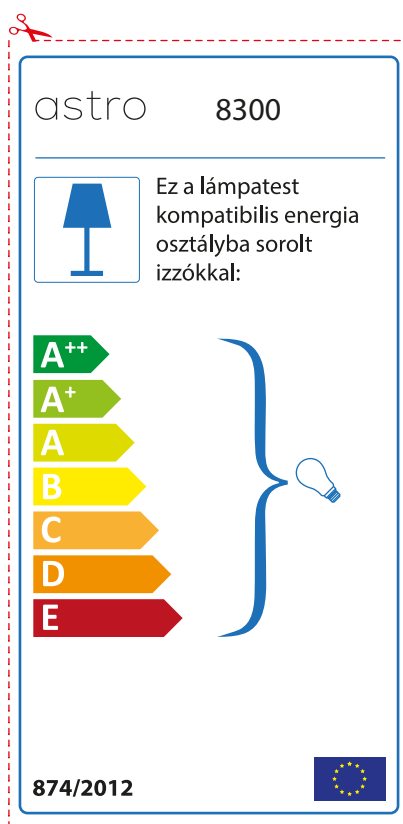 astro 8300
Ez a lámpatest
kompatibilis energia
osztályba sorolt
izzókkal:
A++
A+
A
B
C
D
E
874/2012